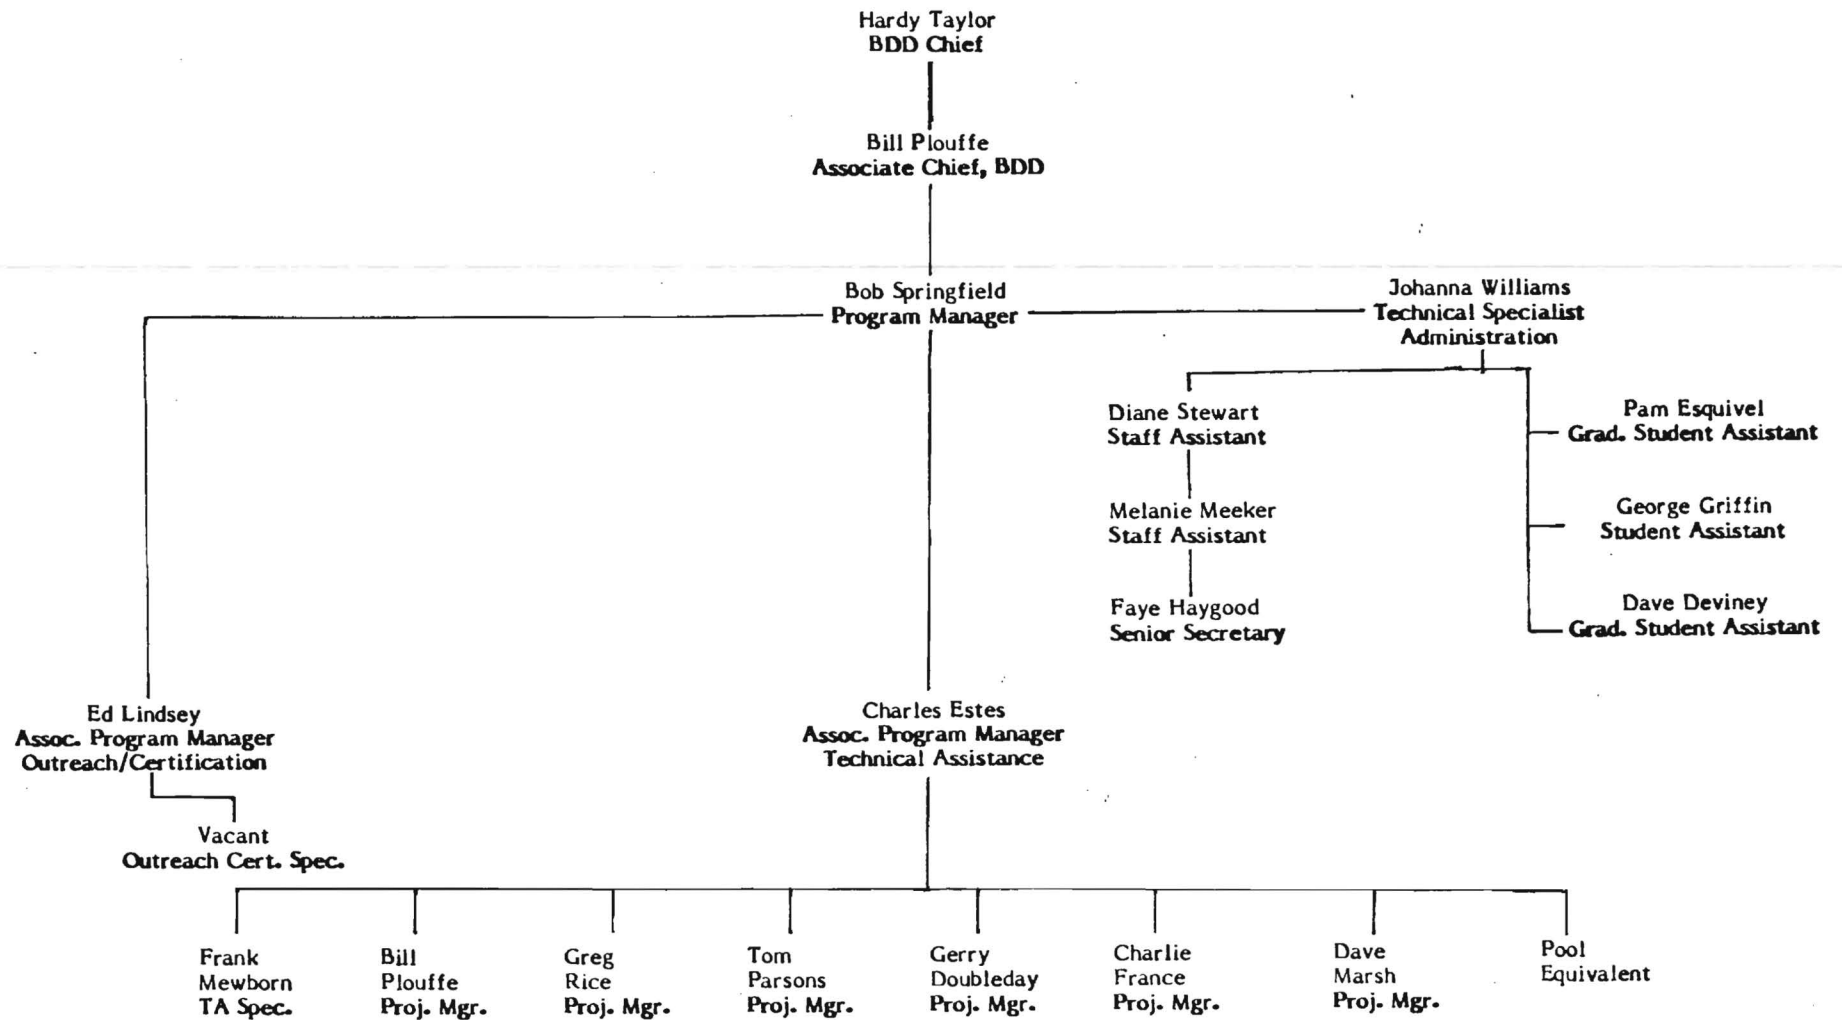 Hardy Taylor
BDD Chief
Bill Plouffe
Associate Chief, BDD
Bob Springfield
Program Manager
Johanna Williams
Technical Specialist
Administration
Diane Stewart
Staff Assistant
Pam Esquivel
Grad. Student Assistant
Melanie Meeker
Staff Assistant
George Griffin
Student Assistant
Faye Haygood
Senior Secretary
Dave Deviney
Grad. Student Assistant
Ed Lindsey
Assoc. Program Manager
Outreach/Certification
Charles Estes
Assoc. Program Manager
Technical Assistance
Vacant
Outreach Cert. Spec.
Frank
Mewborn
TA Spec.
Bill
Plouffe
Proj. Mgr.
Greg
Rice
Proj. Mgr.
Tom
Parsons
Proj. Mgr.
Gerry
Doubleday
Proj. Mgr.
Charlie
France
Proj. Mgr.
Dave
Marsh
Proj. Mgr.
Pool
Equivalent